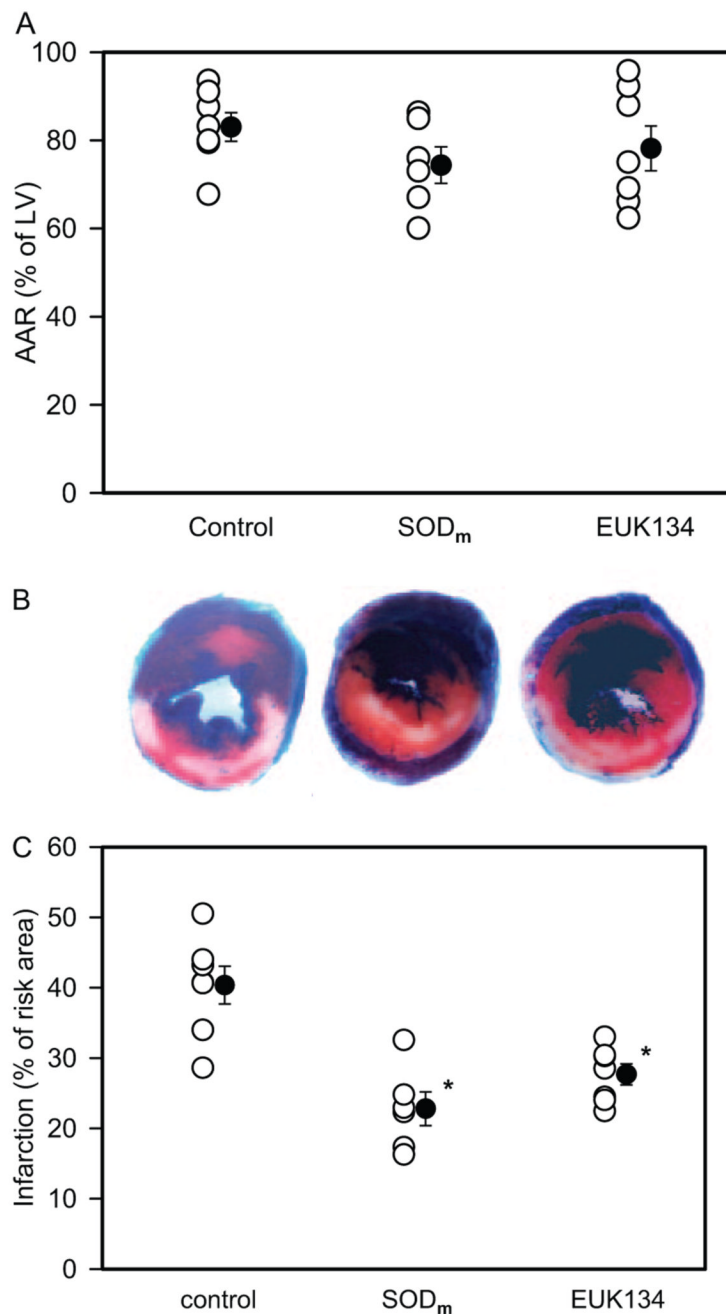 A
100
80
60
40
20
0
AAR (% of LV)
Control SODm EUK134
B
C
60
50
40
30
20
10
0
Infarction (% of risk area)
*
*
control SODm EUK134